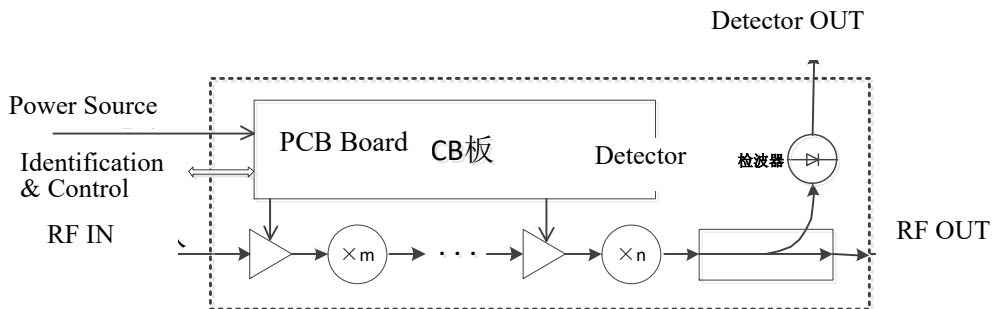 Detector OUT
Power Source
PCB Board CB板
Detector
检波器
Identification
& Control
RF IN
×m
· · ·
×n
RF OUT